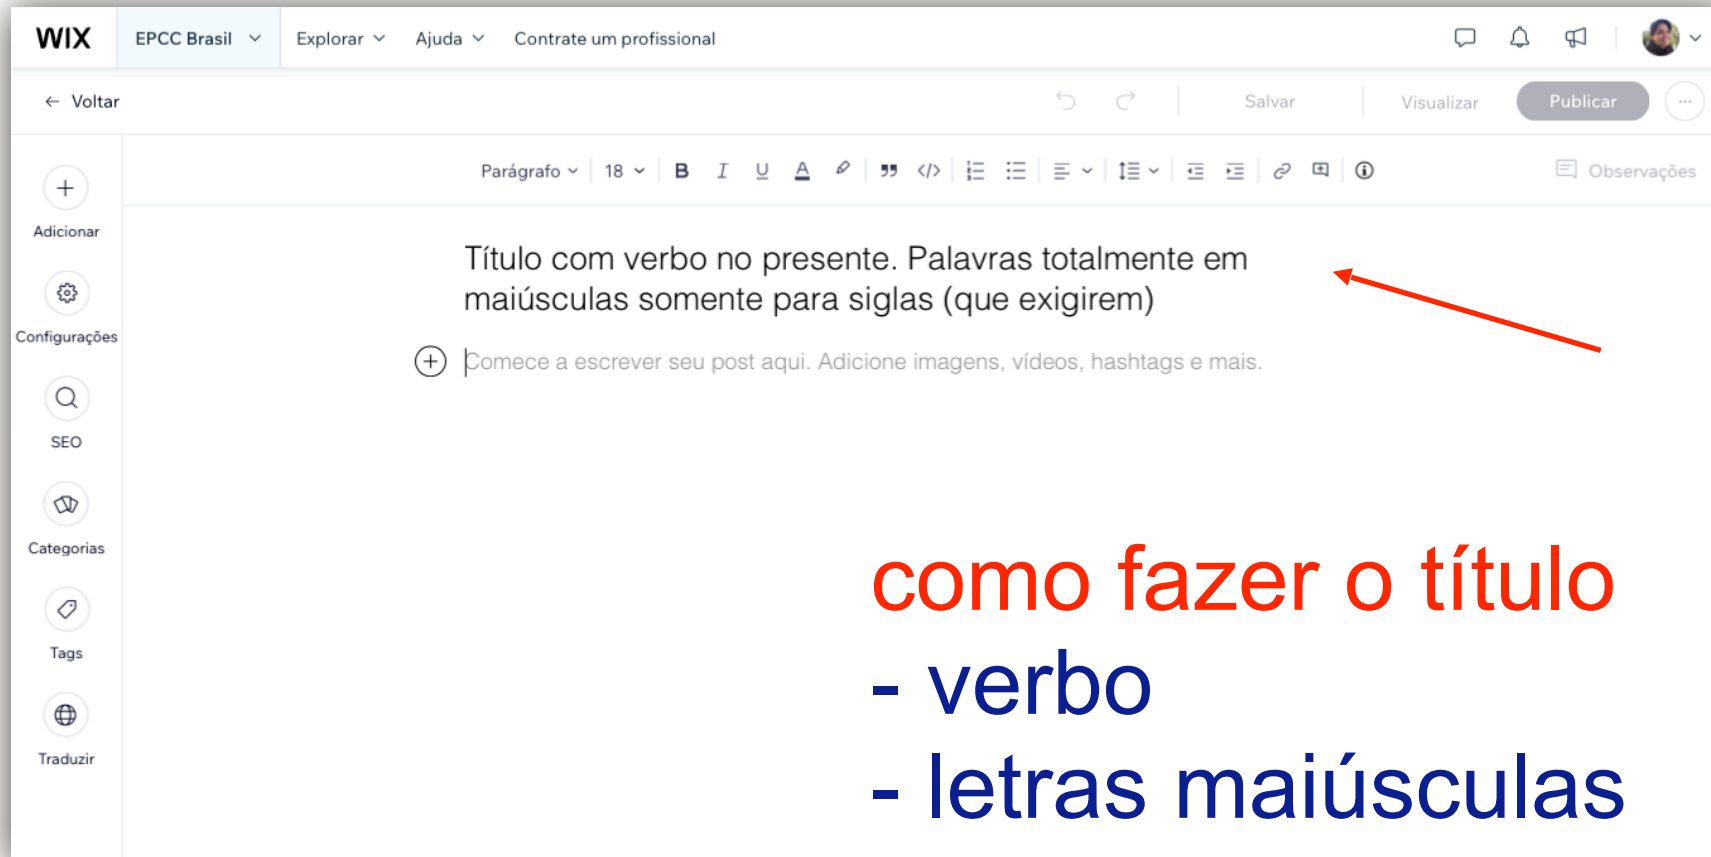 WIX EPCC Brasil Explorar Ajuda Contrate um profissional
← Voltar Salvar Visualizar Publicar ...
Parágrafo 18 B I U A </> Observações
Adicionar
Configurações
SEO
Categorias
Tags
Traduzir
Título com verbo no presente. Palavras totalmente em
maiúsculas somente para siglas (que exigirem)
Comece a escrever seu post aqui. Adicione imagens, vídeos, hashtags e mais.
como fazer o título
- verbo
- letras maiúsculas